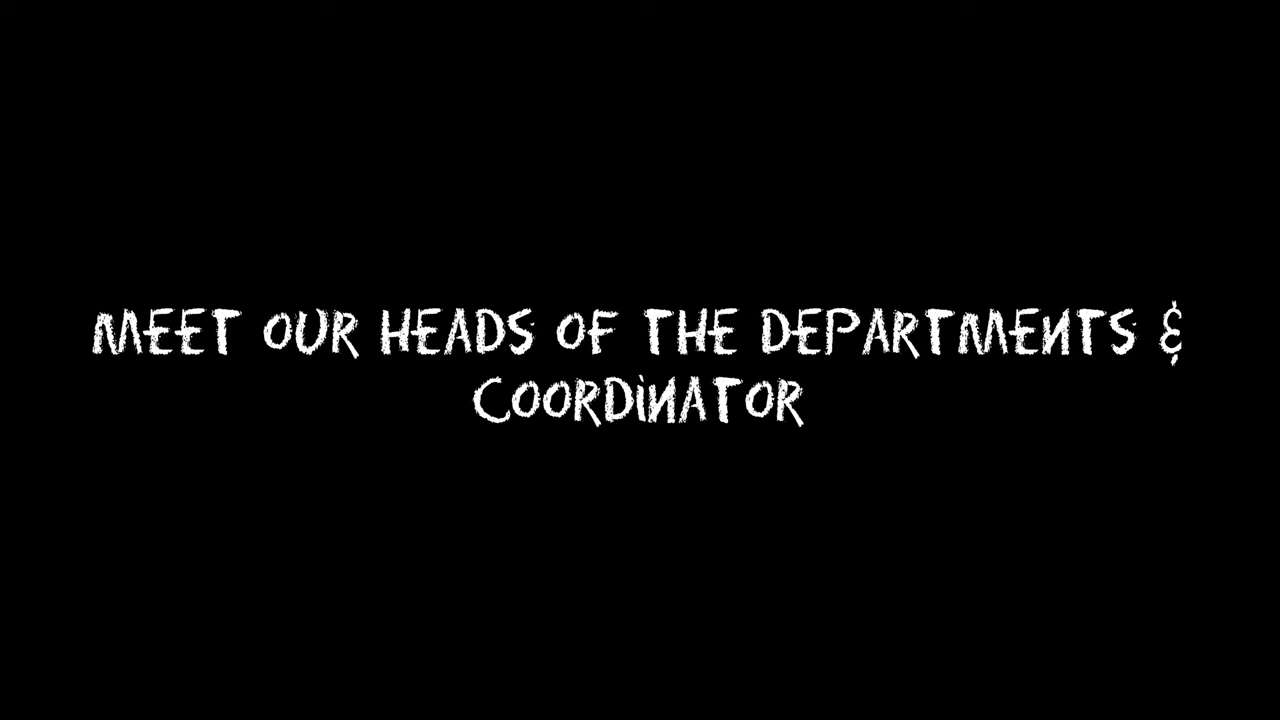 MEET OUR HEADS OF THE DEPARTMENTS &
COORDINATOR